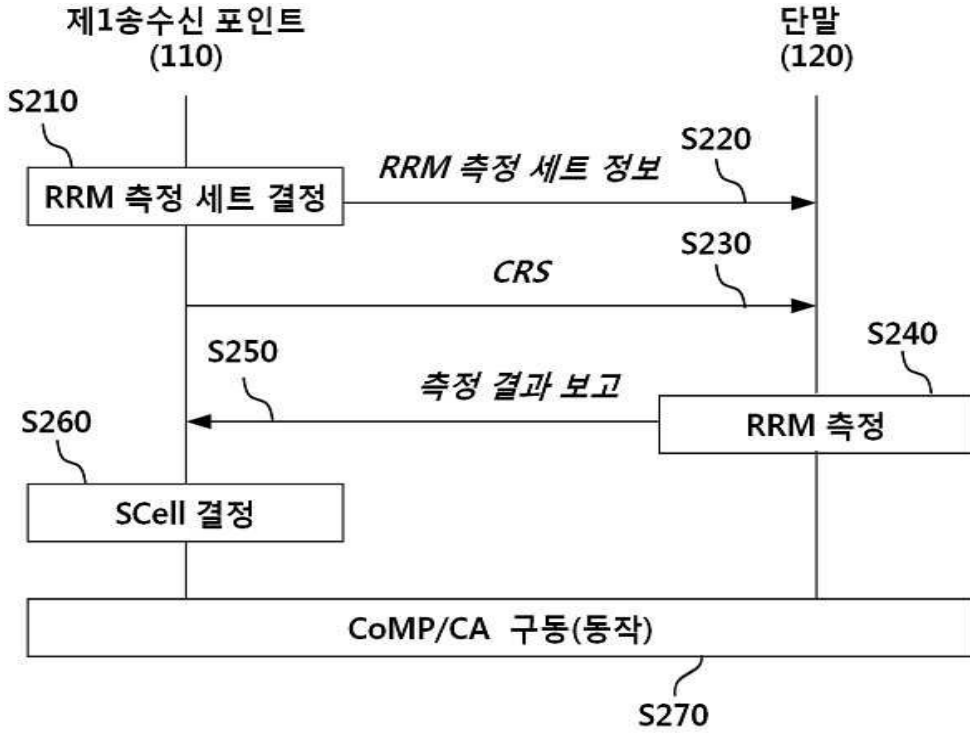 제1송수신 포인트
(110)
단말
(120)
S210
S220
RRM 측정 세트 정보
RRM 측정 세트 결정
S230
CRS
S240
S250
측정 결과 보고
RRM 측정
S260
SCell 결정
CoMP/CA 구동(동작)
S270